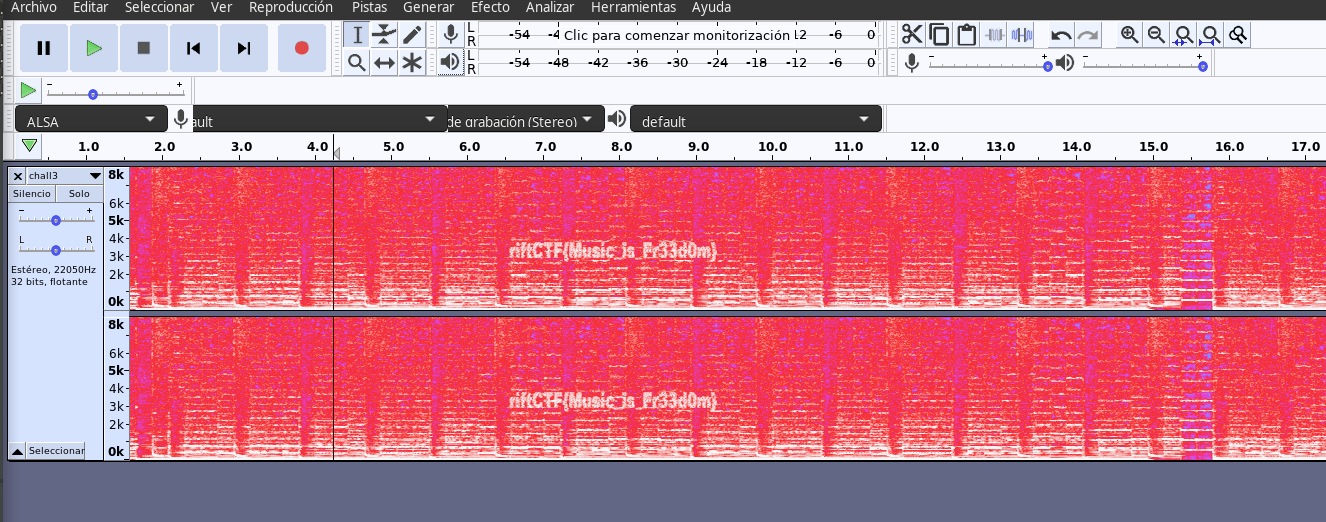 Archivo Editar Seleccionar Ver Reproducción Pistas Generar Efecto Analizar Herramientas Ayuda
L -54 -4 Clic para comenzar monitorización 12 -6 0
R
L -54 -48 -42 -36 -30 -24 -18 -12 -6 0
R
- + - +
- +
ALSA ault de grabación (Stereo) default
1.0 2.0 3.0 4.0 5.0 6.0 7.0 8.0 9.0 10.0 11.0 12.0 13.0 14.0 15.0 16.0 17.0
chall3
Silencio Solo
- +
L R
Estéreo, 22050Hz
32 bits, flotante
Seleccionar
8k
6k
5k
4k
3k
2k
0k
riftCTF{Music_is_Fr33d0m}
8k
6k
5k
4k
3k
2k
0k
riftCTF{Music_is_Fr33d0m}